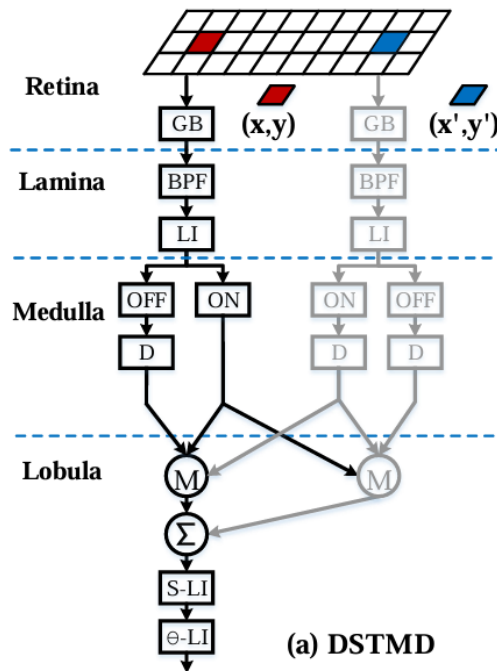 Retina
(x,y)
(x',y')
GB
GB
Lamina
BPF
BPF
LI
LI
Medulla
OFF
ON
ON
OFF
D
D
D
Lobula
M
M
Σ
S-LI
Θ-LI
(a) DSTMD